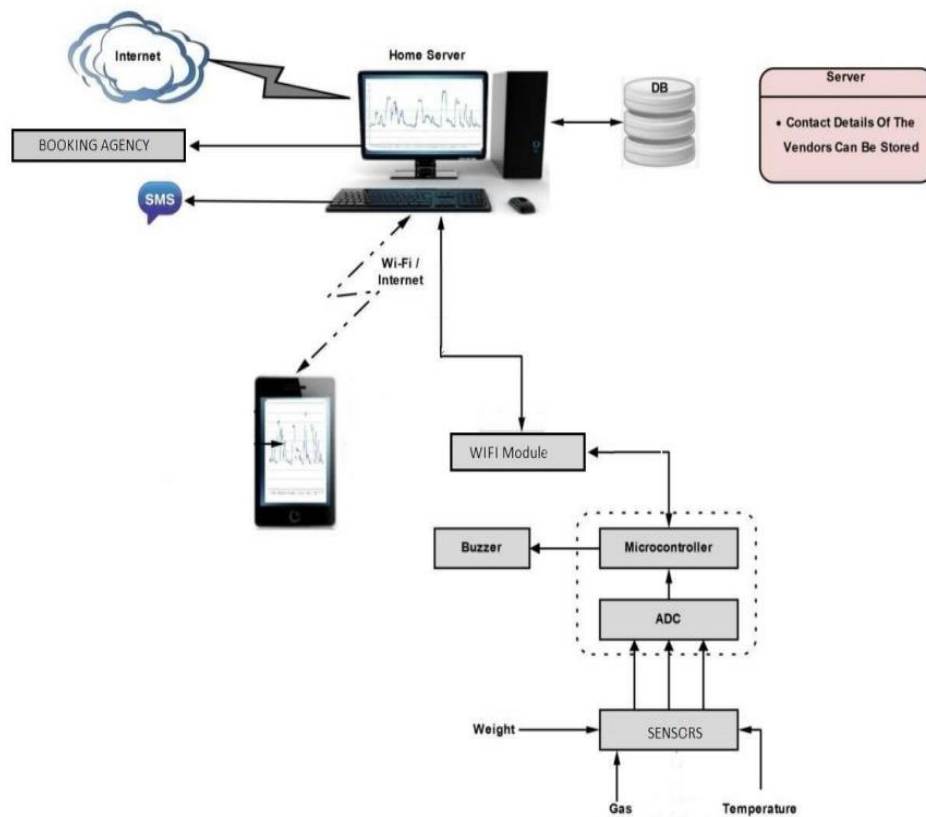 Internet
Home Server
DB
Server
• Contact Details Of The
Vendors Can Be Stored
BOOKING AGENCY
SMS
Wi-Fi /
Internet
WIFI Module
Buzzer
Microcontroller
ADC
Weight
SENSORS
Gas
Temperature